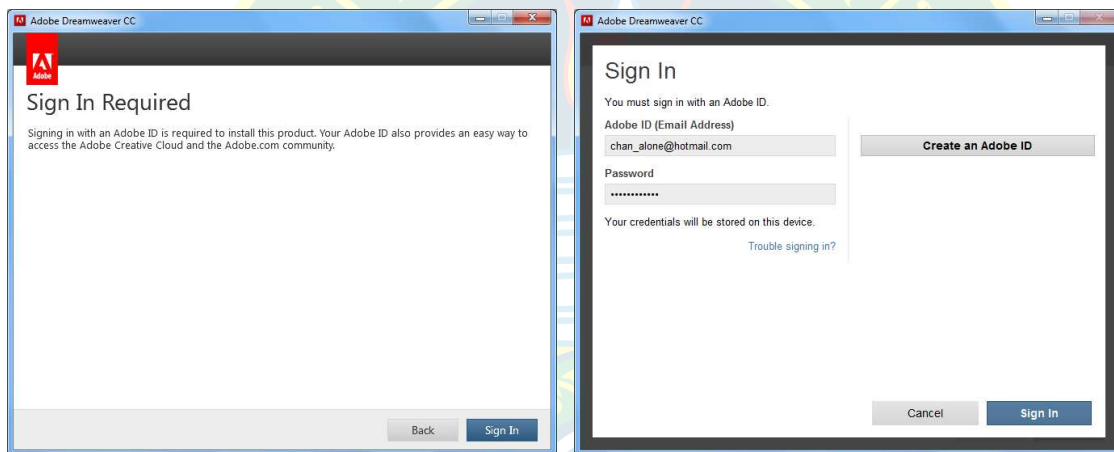 Adobe Dreamweaver CC
Adobe
Sign In Required
Signing in with an Adobe ID is required to install this product. Your Adobe ID also provides an easy way to
access the Adobe Creative Cloud and the Adobe.com community.
Back
Sign In
Adobe Dreamweaver CC
Sign In
You must sign in with an Adobe ID.
Adobe ID (Email Address)
chan_alone@hotmail.com
Create an Adobe ID
Password
••••••••••••
Your credentials will be stored on this device.
Trouble signing in?
Cancel
Sign In